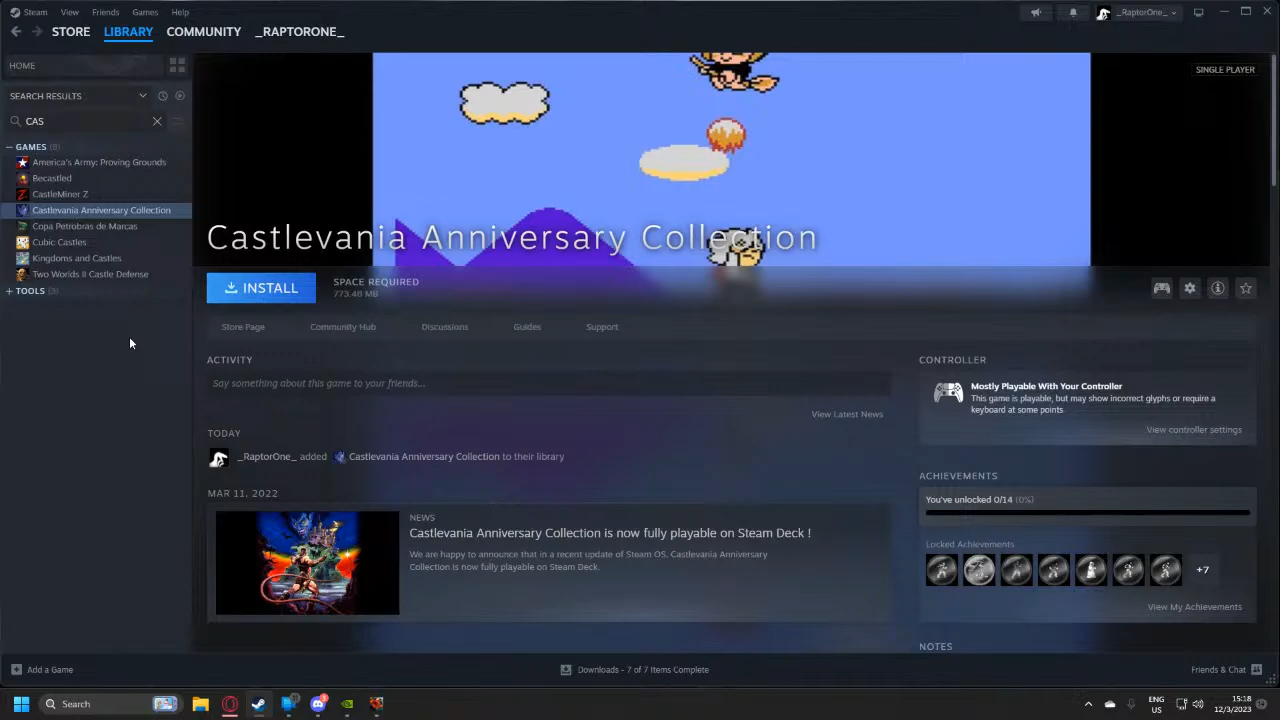 Steam View Friends Games Help
_RaptorOne_
STORE LIBRARY COMMUNITY _RAPTORONE_
HOME
SINGLE PLAYER
SEARCH RESULTS
CAS
GAMES (8)
America's Army: Proving Grounds
Becastled
CastleMiner Z
Castlevania Anniversary Collection
Copa Petrobras de Marcas
Cubic Castles
Kingdoms and Castles
Two Worlds II Castle Defense
TOOLS (3)
Castlevania Anniversary Collection
INSTALL
SPACE REQUIRED
773.48 MB
Store Page Community Hub Discussions Guides Support
ACTIVITY
Say something about this game to your friends...
View Latest News
TODAY
_RaptorOne_ added Castlevania Anniversary Collection to their library
MAR 11, 2022
NEWS
Castlevania Anniversary Collection is now fully playable on Steam Deck !
We are happy to announce that in a recent update of Steam OS, Castlevania Anniversary
Collection is now fully playable on Steam Deck.
CONTROLLER
Mostly Playable With Your Controller
This game is playable, but may show incorrect glyphs or require a
keyboard at some points
View controller settings
ACHIEVEMENTS
You've unlocked 0/14 (0%)
Locked Achievements
+7
View My Achievements
NOTES
Add a Game
Downloads - 7 of 7 Items Complete
Friends & Chat
Search
ENG
US
15:18
12/3/2023